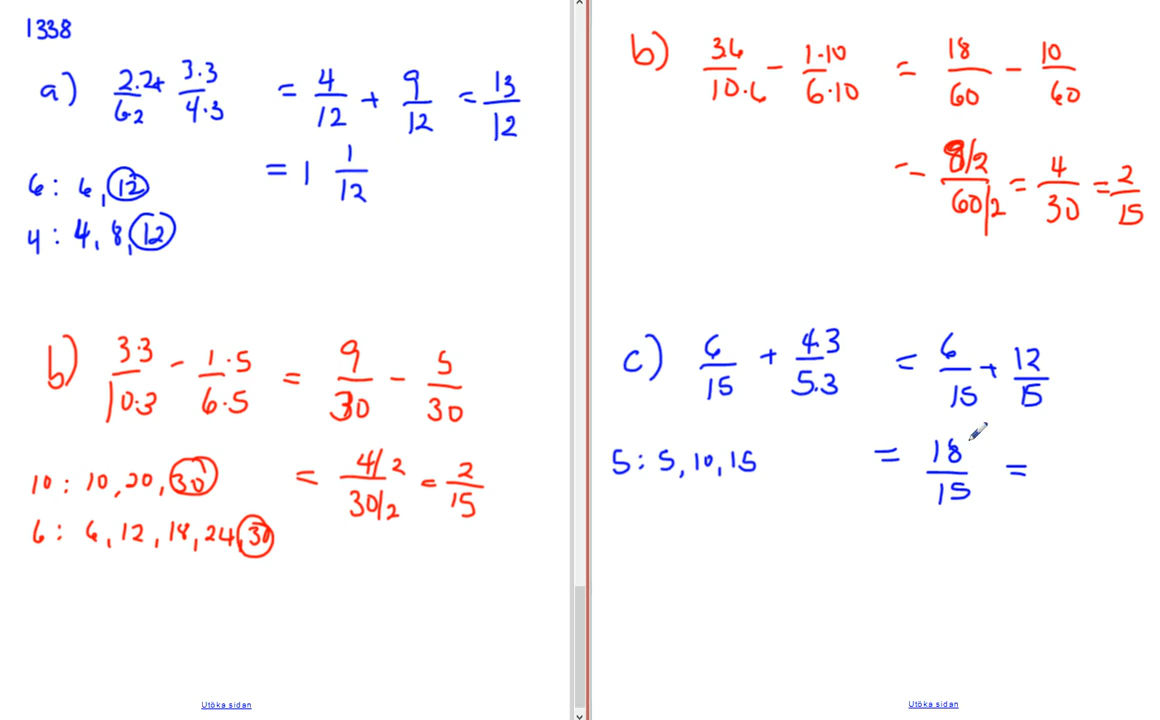 1338
a) 2·2/6·2 + 3·3/4·3 = 4/12 + 9/12 = 13/12
= 1 1/12
6: 6, 12
4: 4, 8, 12
b) 3·3/10·3 - 1·5/6·5 = 9/30 - 5/30
10: 10, 20, 30
= 4/2 / 30/2 = 2/15
6: 6, 12, 18, 24, 30
Utöka sidan
b) 3·6/10·6 - 1·10/6·10 = 18/60 - 10/60
= 8/2 / 60/2 = 4/30 = 2/15
c) 6/15 + 4·3/5·3 = 6/15 + 12/15
5: 5, 10, 15
= 18/15 =
Utöka sidan